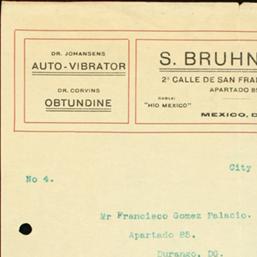 DR. JOHANSENS
AUTO-VIBRATOR
DR. CORVINS
OBTUNDINE
S. BRUHN
2ª CALLE DE SAN FRA
APARTADO 8
CABLE:
"HIO MEXICO"
MEXICO, D
City
No 4.
Mr Francisco Gomez Palacio.
Apartado 85.
Durango, DG.